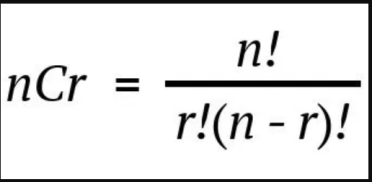 nCr = n!
r!(n - r)!